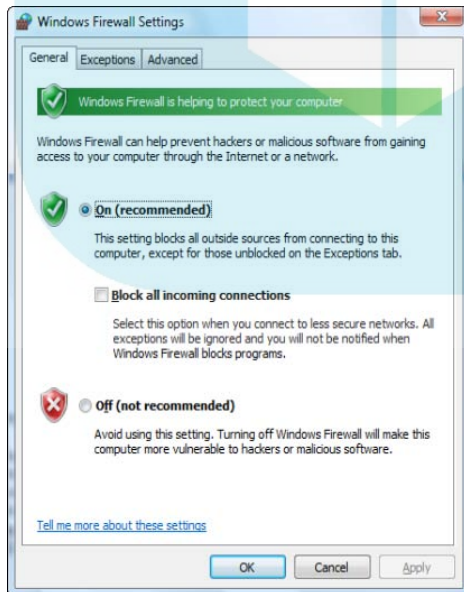 Windows Firewall Settings
General Exceptions Advanced
Windows Firewall is helping to protect your computer
Windows Firewall can help prevent hackers or malicious software from gaining
access to your computer through the Internet or a network.
On (recommended)
This setting blocks all outside sources from connecting to this
computer, except for those unblocked on the Exceptions tab.
Block all incoming connections
Select this option when you connect to less secure networks. All
exceptions will be ignored and you will not be notified when
Windows Firewall blocks programs.
Off (not recommended)
Avoid using this setting. Turning off Windows Firewall will make this
computer more vulnerable to hackers or malicious software.
Tell me more about these settings
OK Cancel Apply